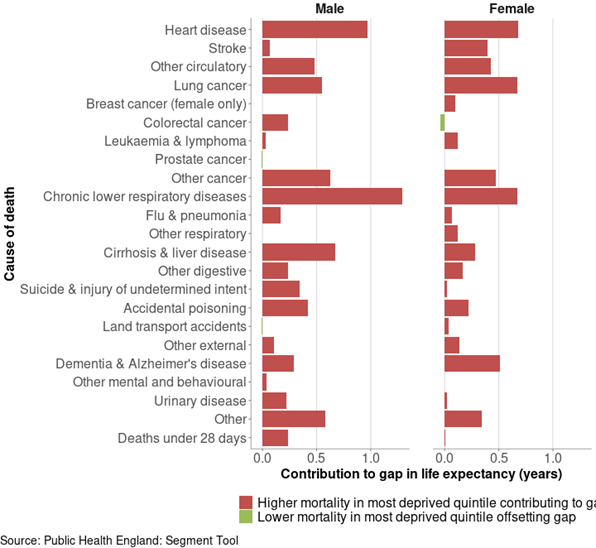 Male Female
Heart disease
Stroke
Other circulatory
Lung cancer
Breast cancer (female only)
Colorectal cancer
Leukaemia & lymphoma
Prostate cancer
Other cancer
Chronic lower respiratory diseases
Flu & pneumonia
Other respiratory
Cirrhosis & liver disease
Other digestive
Suicide & injury of undetermined intent
Accidental poisoning
Land transport accidents
Other external
Dementia & Alzheimer's disease
Other mental and behavioural
Urinary disease
Other
Deaths under 28 days
Cause of death
0.0 0.5 1.0 0.0 0.5 1.0
Contribution to gap in life expectancy (years)
Higher mortality in most deprived quintile contributing to ga
Lower mortality in most deprived quintile offsetting gap
Source: Public Health England: Segment Tool